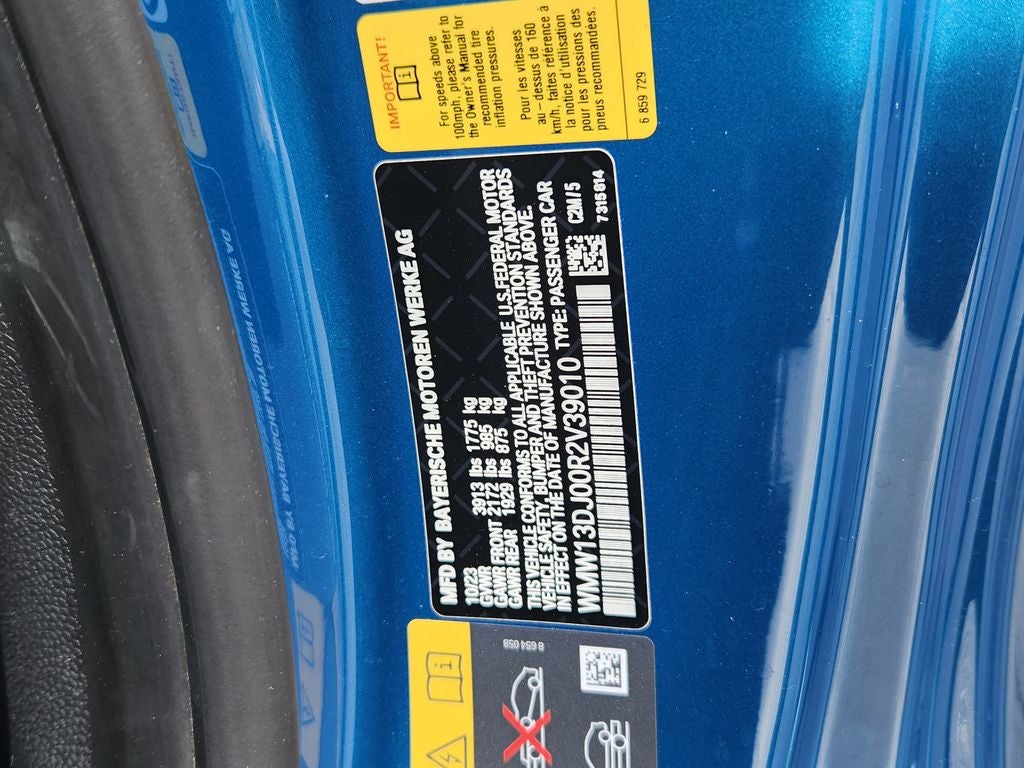 IMPORTANT!
For speeds above
100mph, please refer to
the Owner's Manual for
recommended tire
inflation pressures.
Pour les vitesses
au – dessus de 160
km/h, faites référence à
la notice d'utilisation
pour les pressions des
pneus recommandées.
6 859 729
MFD BY BAYERISCHE MOTOREN WERKE AG
10/23
GVWR 3913 lbs 1775 kg
GAWR FRONT 2172 lbs 985 kg
GAWR REAR 1929 lbs 875 kg
THIS VEHICLE CONFORMS TO ALL APPLICABLE U.S.FEDERAL MOTOR
VEHICLE SAFETY, BUMPER AND THEFT PREVENTION STANDARDS
IN EFFECT ON THE DATE OF MANUFACTURE SHOWN ABOVE.
WMW13DJ00R2V39010 TYPE: PASSENGER CAR
C2M/5
7 315 614
8 654 059